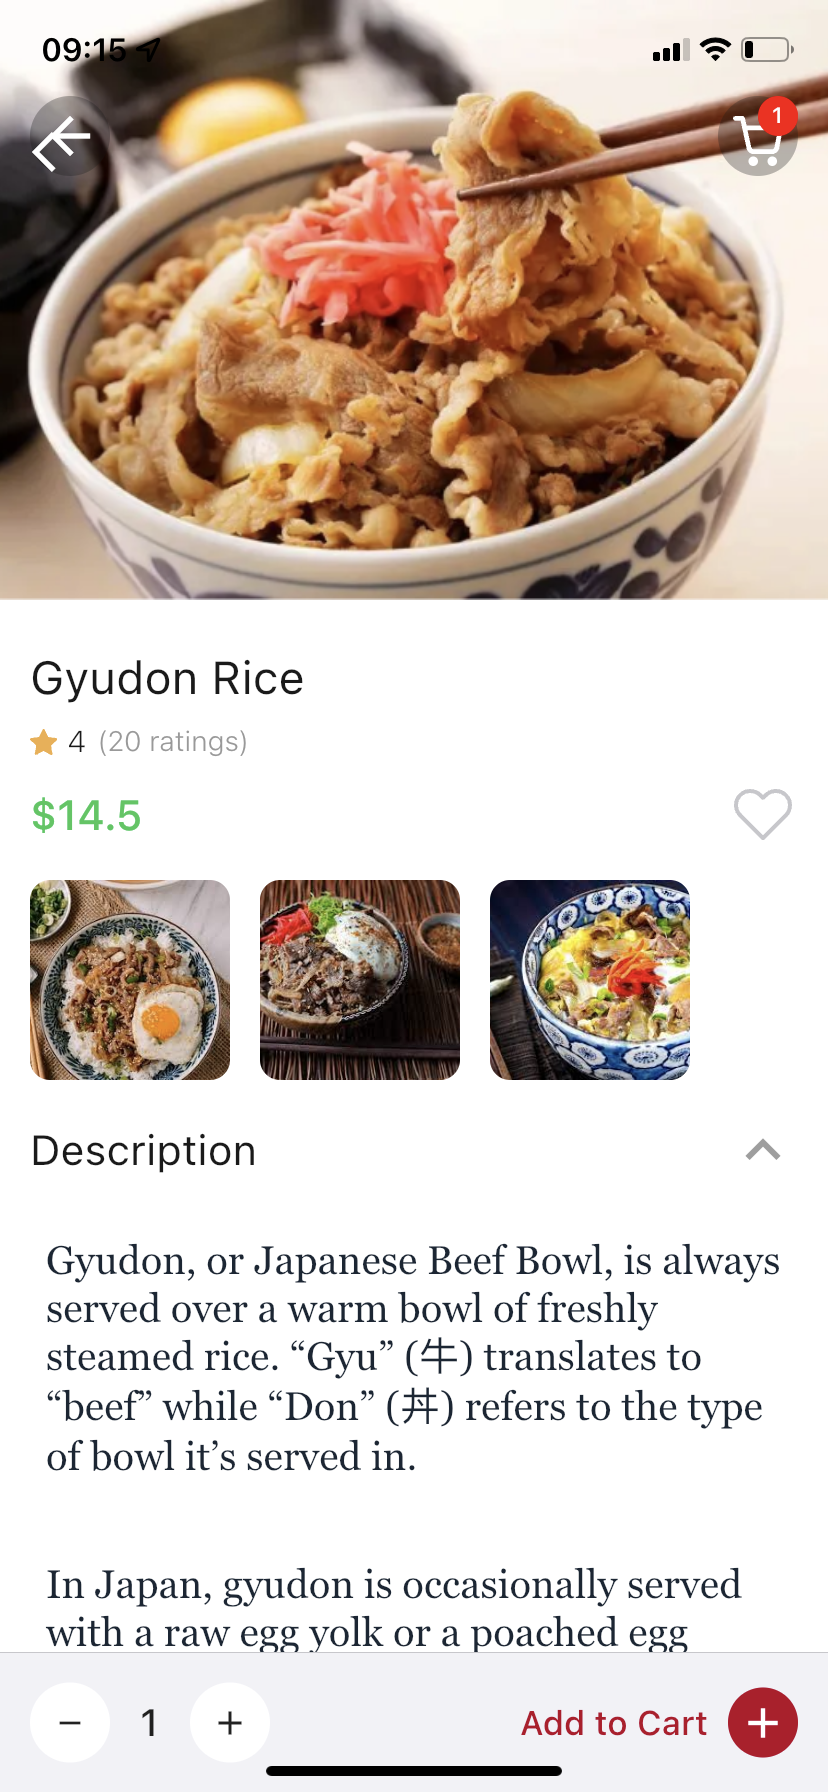 09:15
1
Gyudon Rice
4 (20 ratings)
$14.5
Description
Gyudon, or Japanese Beef Bowl, is always
served over a warm bowl of freshly
steamed rice. “Gyu” (牛) translates to
“beef” while “Don” (丼) refers to the type
of bowl it’s served in.
In Japan, gyudon is occasionally served
with a raw egg yolk or a poached egg
− 1 +
Add to Cart +